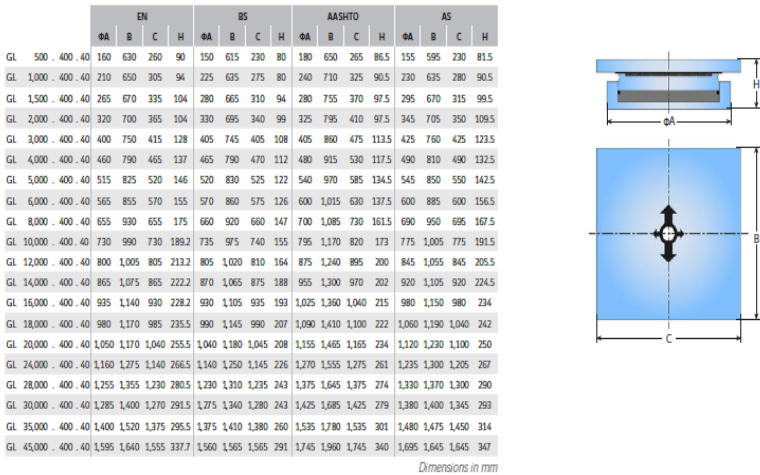 EN BS AASHTO AS
ΦA B C H ΦA B C H ΦA B C H ΦA B C H
GL 500 . 400 . 40 160 630 260 90 150 615 230 80 180 650 265 86.5 155 595 230 81.5
GL 1,000 . 400 . 40 210 650 305 94 225 635 275 80 240 710 325 90.5 230 635 280 90.5
GL 1,500 . 400 . 40 265 670 335 104 280 665 310 94 280 755 370 97.5 295 670 315 99.5
GL 2,000 . 400 . 40 320 700 365 104 330 695 340 99 325 795 410 97.5 345 705 350 109.5
GL 3,000 . 400 . 40 400 750 415 128 405 745 405 108 405 860 475 113.5 425 760 425 123.5
GL 4,000 . 400 . 40 460 790 465 137 465 790 470 112 480 915 530 117.5 490 810 490 132.5
GL 5,000 . 400 . 40 515 825 520 146 520 830 525 122 540 970 585 134.5 545 850 550 142.5
GL 6,000 . 400 . 40 565 855 570 155 570 860 575 126 600 1,015 630 137.5 600 885 600 156.5
GL 8,000 . 400 . 40 655 930 655 175 660 920 660 147 700 1,085 730 161.5 690 950 695 167.5
GL 10,000 . 400 . 40 730 990 730 189.2 735 975 740 155 795 1,170 820 173 775 1,005 775 191.5
GL 12,000 . 400 . 40 800 1,005 805 213.2 805 1,020 810 164 875 1,240 895 200 845 1,055 845 205.5
GL 14,000 . 400 . 40 865 1,075 865 222.2 870 1,065 875 188 955 1,300 970 202 920 1,105 920 224.5
GL 16,000 . 400 . 40 935 1,140 930 228.2 930 1,105 935 193 1,025 1,360 1,040 215 980 1,150 980 234
GL 18,000 . 400 . 40 980 1,170 985 235.5 990 1,145 990 207 1,090 1,410 1,100 222 1,060 1,190 1,040 242
GL 20,000 . 400 . 40 1,050 1,170 1,040 255.5 1,040 1,180 1,045 208 1,155 1,465 1,165 234 1,120 1,230 1,100 250
GL 24,000 . 400 . 40 1,160 1,275 1,140 266.5 1,140 1,250 1,145 226 1,270 1,555 1,275 261 1,235 1,300 1,205 267
GL 28,000 . 400 . 40 1,255 1,355 1,230 280.5 1,230 1,310 1,235 243 1,375 1,645 1,375 274 1,330 1,370 1,300 290
GL 30,000 . 400 . 40 1,285 1,400 1,270 291.5 1,275 1,340 1,280 243 1,425 1,685 1,425 279 1,380 1,400 1,345 293
GL 35,000 . 400 . 40 1,400 1,520 1,375 295.5 1,375 1,410 1,380 260 1,535 1,780 1,535 301 1,480 1,475 1,450 314
GL 45,000 . 400 . 40 1,595 1,640 1,555 337.7 1,560 1,565 1,565 291 1,745 1,960 1,745 340 1,695 1,645 1,645 347
Dimensions in mm
H
ΦA
B
C